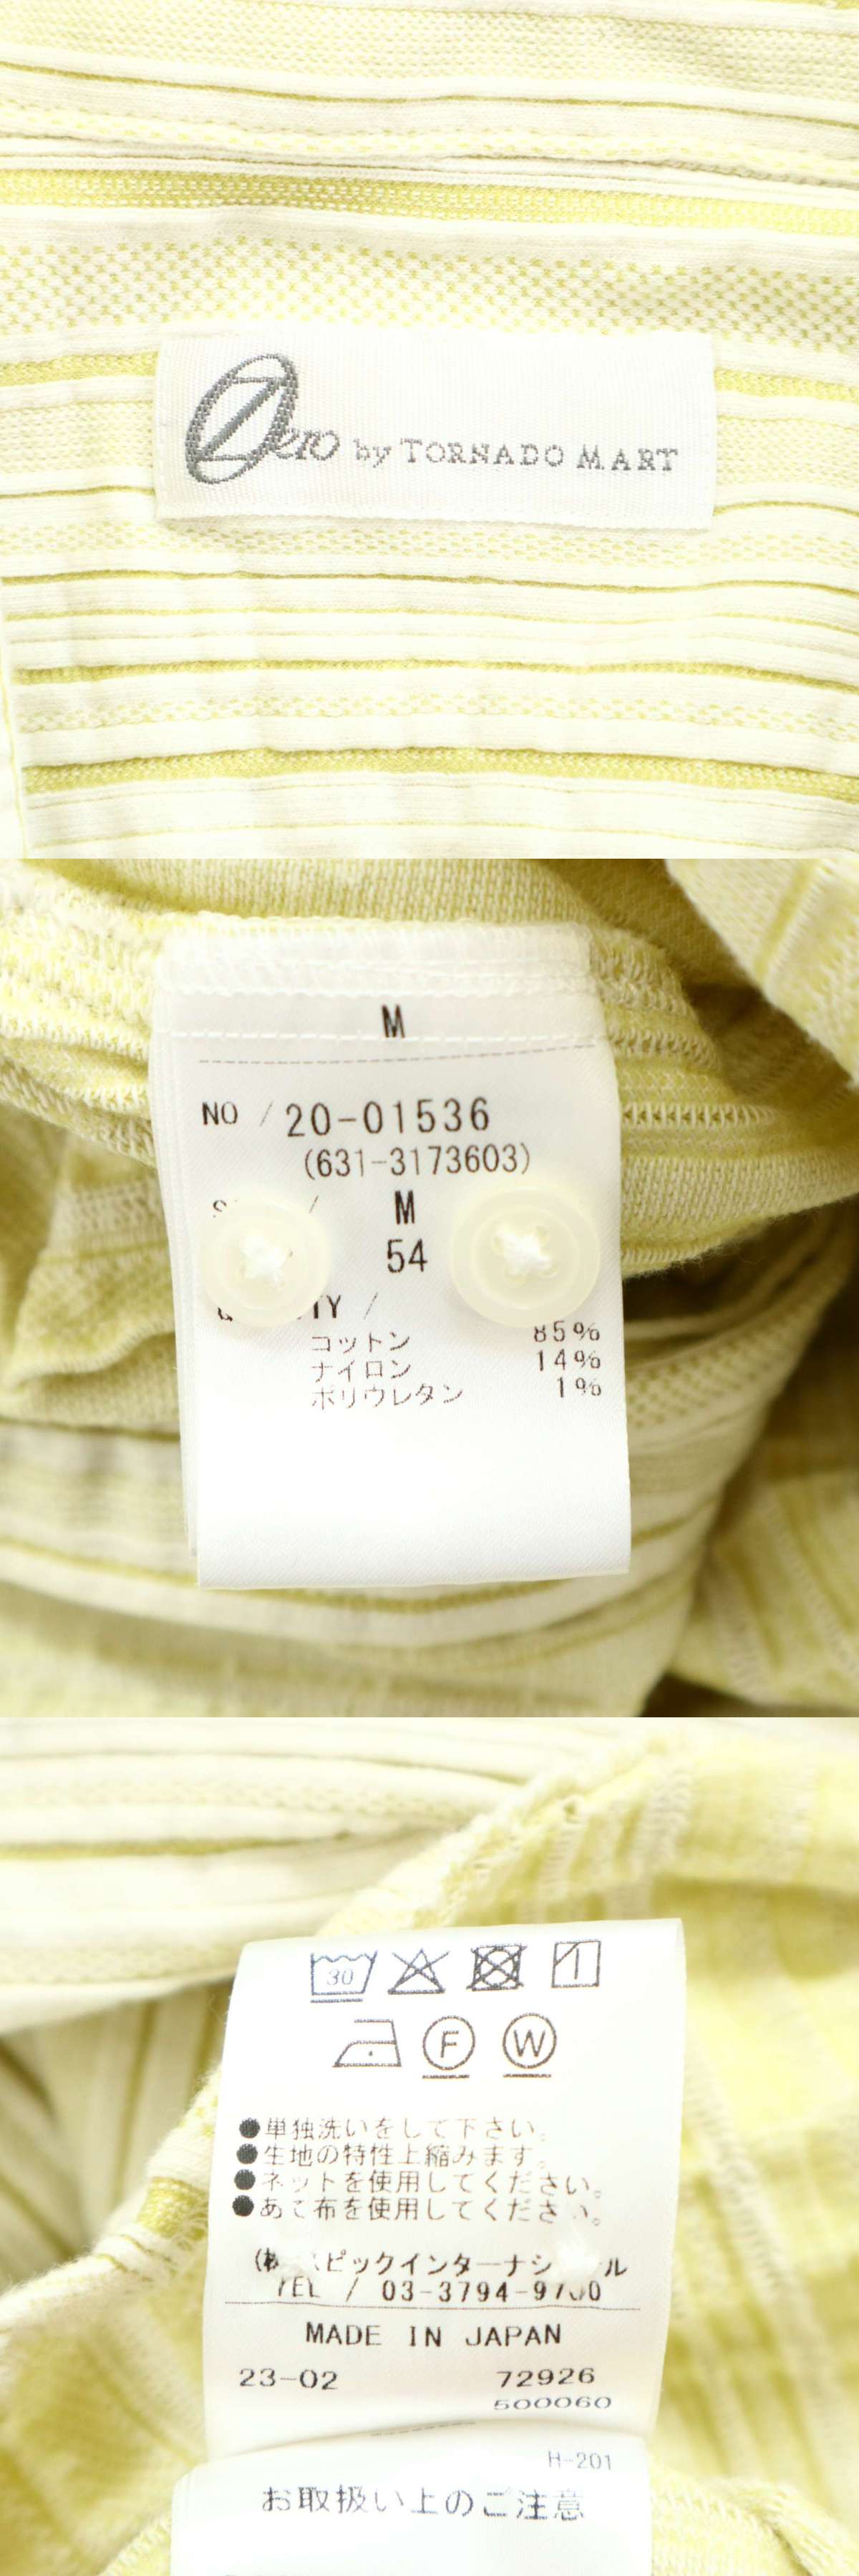 Zero by TORNADO MART
M
NO / 20-01536
(631-3173603)
M
54
コットン 85%
ナイロン 14%
ポリウレタン 1%
30
F W
●単独洗いをして下さい。
●生地の特性上縮みます。
●ネットを使用してください。
●あて布を使用してください。
TEL / 03-3794-9700
MADE IN JAPAN
23-02 72926
500060
H-201
お取扱い上のご注意